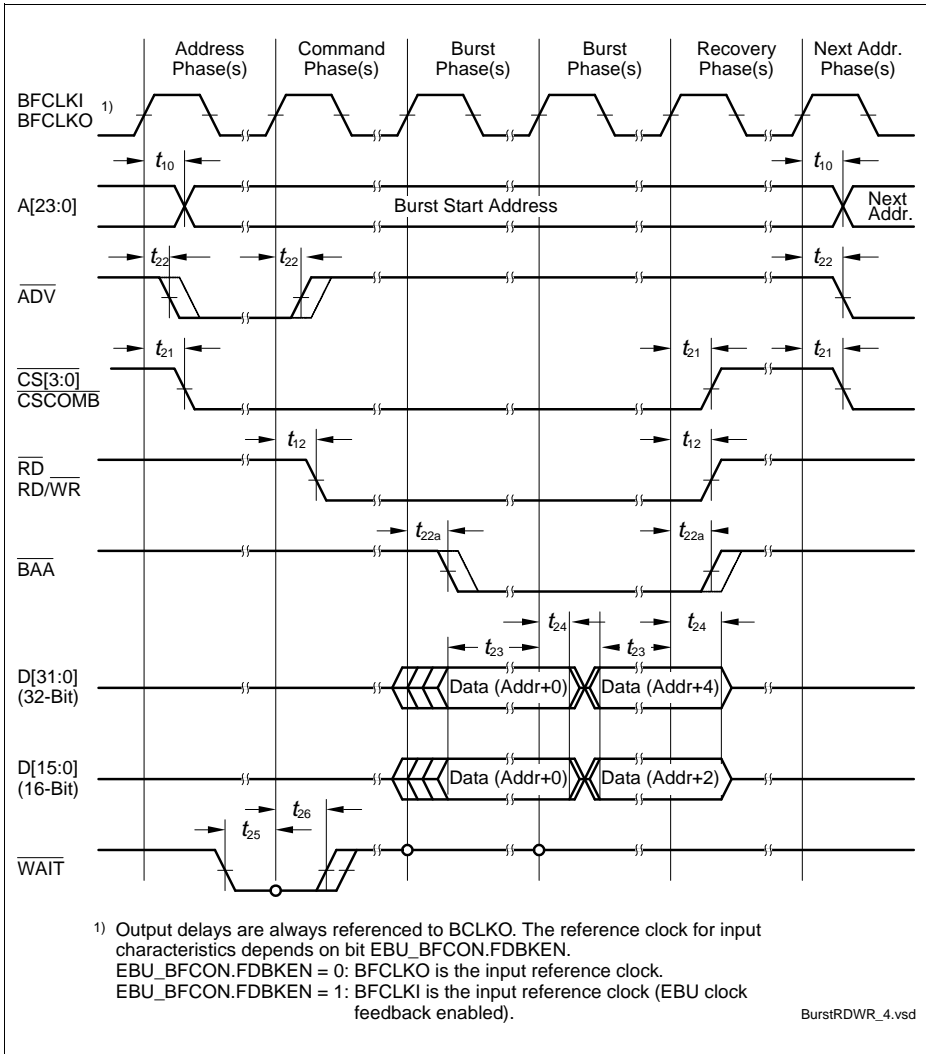 Address Phase(s)
Command Phase(s)
Burst Phase(s)
Burst Phase(s)
Recovery Phase(s)
Next Addr. Phase(s)
BFCLKI
BFCLKO 1)
t10
t10
A[23:0]
Burst Start Address
Next Addr.
t22
t22
t22
ADV
t21
t21
t21
CS[3:0]
CSCOMB
t12
t12
RD
RD/WR
t22a
t22a
BAA
t24
t24
t23
t23
D[31:0]
(32-Bit)
Data (Addr+0)
Data (Addr+4)
D[15:0]
(16-Bit)
Data (Addr+0)
Data (Addr+2)
t26
t25
WAIT
1) Output delays are always referenced to BCLKO. The reference clock for input
characteristics depends on bit EBU_BFCON.FDBKEN.
EBU_BFCON.FDBKEN = 0: BFCLKO is the input reference clock.
EBU_BFCON.FDBKEN = 1: BFCLKI is the input reference clock (EBU clock
feedback enabled).
BurstRDWR_4.vsd